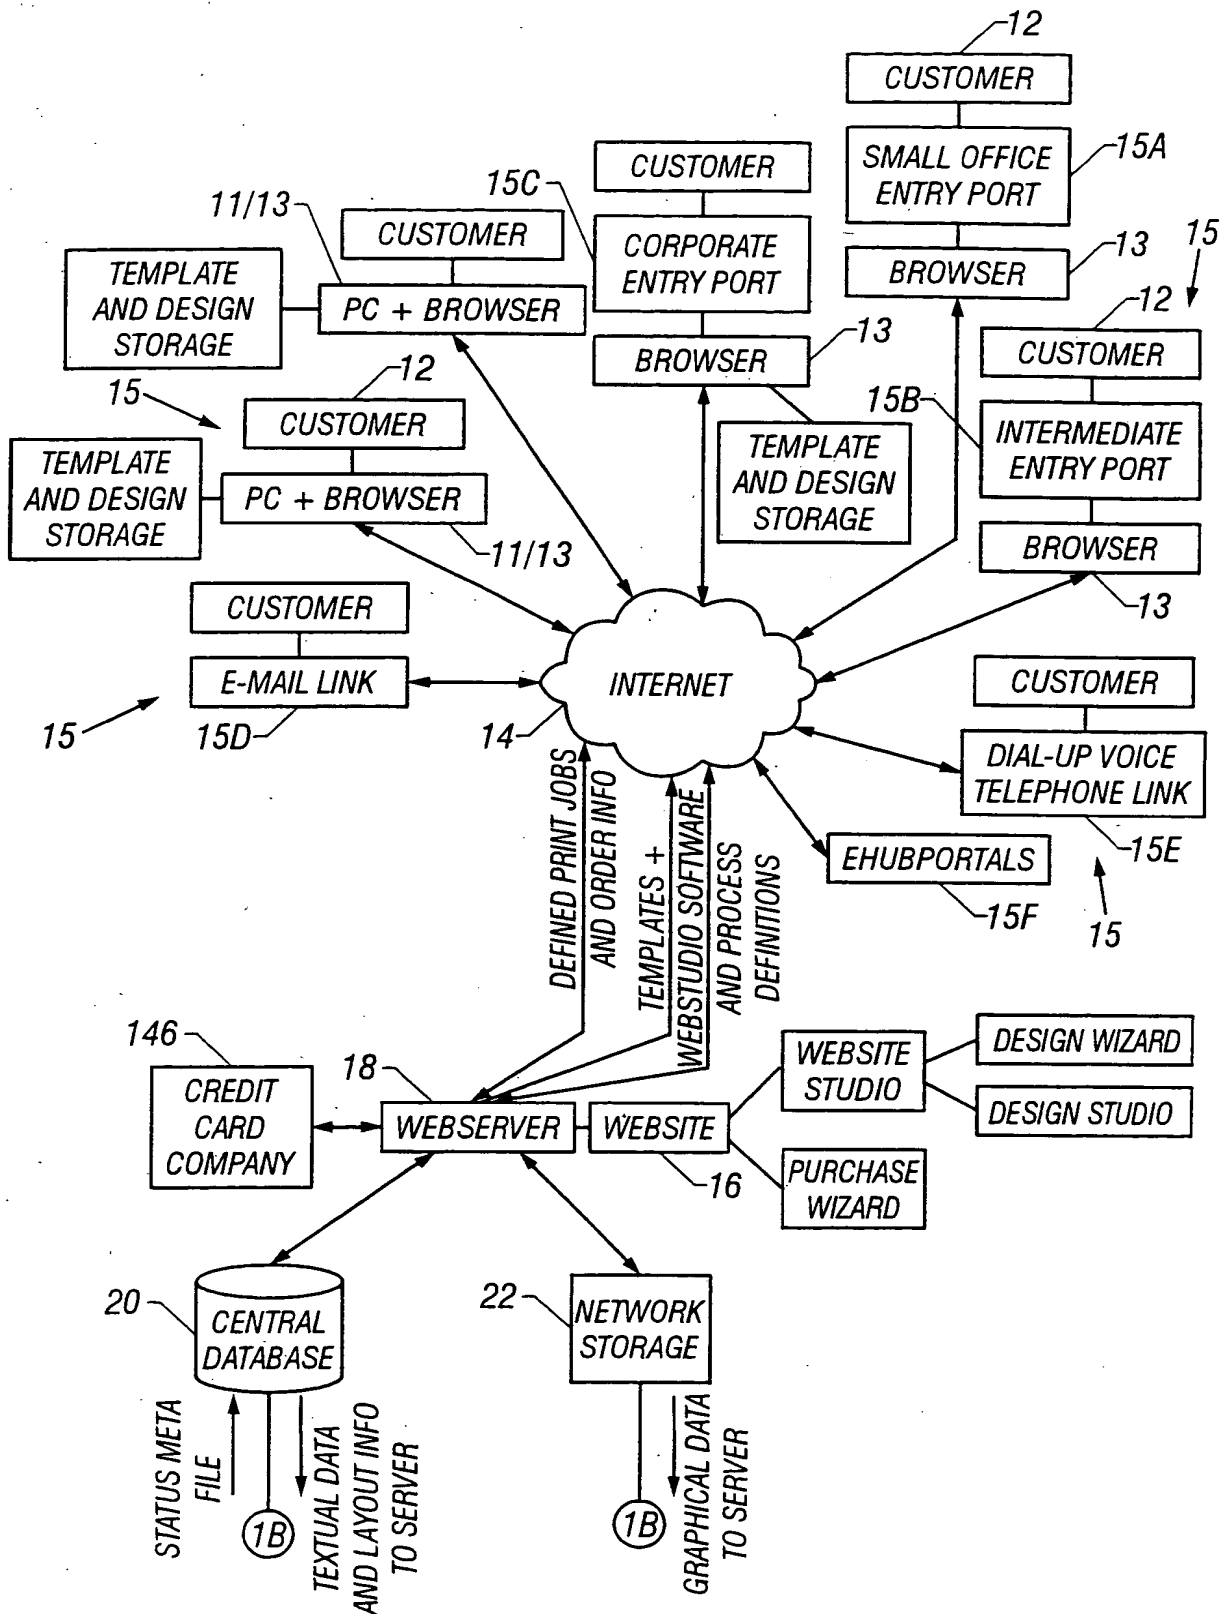 12
CUSTOMER
SMALL OFFICE
ENTRY PORT
15A
BROWSER
13
15
15C
CUSTOMER
CORPORATE
ENTRY PORT
BROWSER
13
TEMPLATE
AND DESIGN
STORAGE
11/13
CUSTOMER
PC + BROWSER
TEMPLATE
AND DESIGN
STORAGE
15
12
CUSTOMER
PC + BROWSER
11/13
TEMPLATE
AND DESIGN
STORAGE
12
CUSTOMER
15B
INTERMEDIATE
ENTRY PORT
BROWSER
13
CUSTOMER
E-MAIL LINK
15D
15
INTERNET
14
CUSTOMER
DIAL-UP VOICE
TELEPHONE LINK
15E
15
EHUBPORTALS
15F
DEFINED PRINT JOBS
AND ORDER INFO
TEMPLATES +
WEBSTUDIO SOFTWARE
AND PROCESS
DEFINITIONS
146
CREDIT
CARD
COMPANY
18
WEBSERVER
WEBSITE
16
WEBSITE
STUDIO
DESIGN WIZARD
DESIGN STUDIO
PURCHASE
WIZARD
20
CENTRAL
DATABASE
22
NETWORK
STORAGE
STATUS META
FILE
1B
TEXTUAL DATA
AND LAYOUT INFO
TO SERVER
1B
GRAPHICAL DATA
TO SERVER